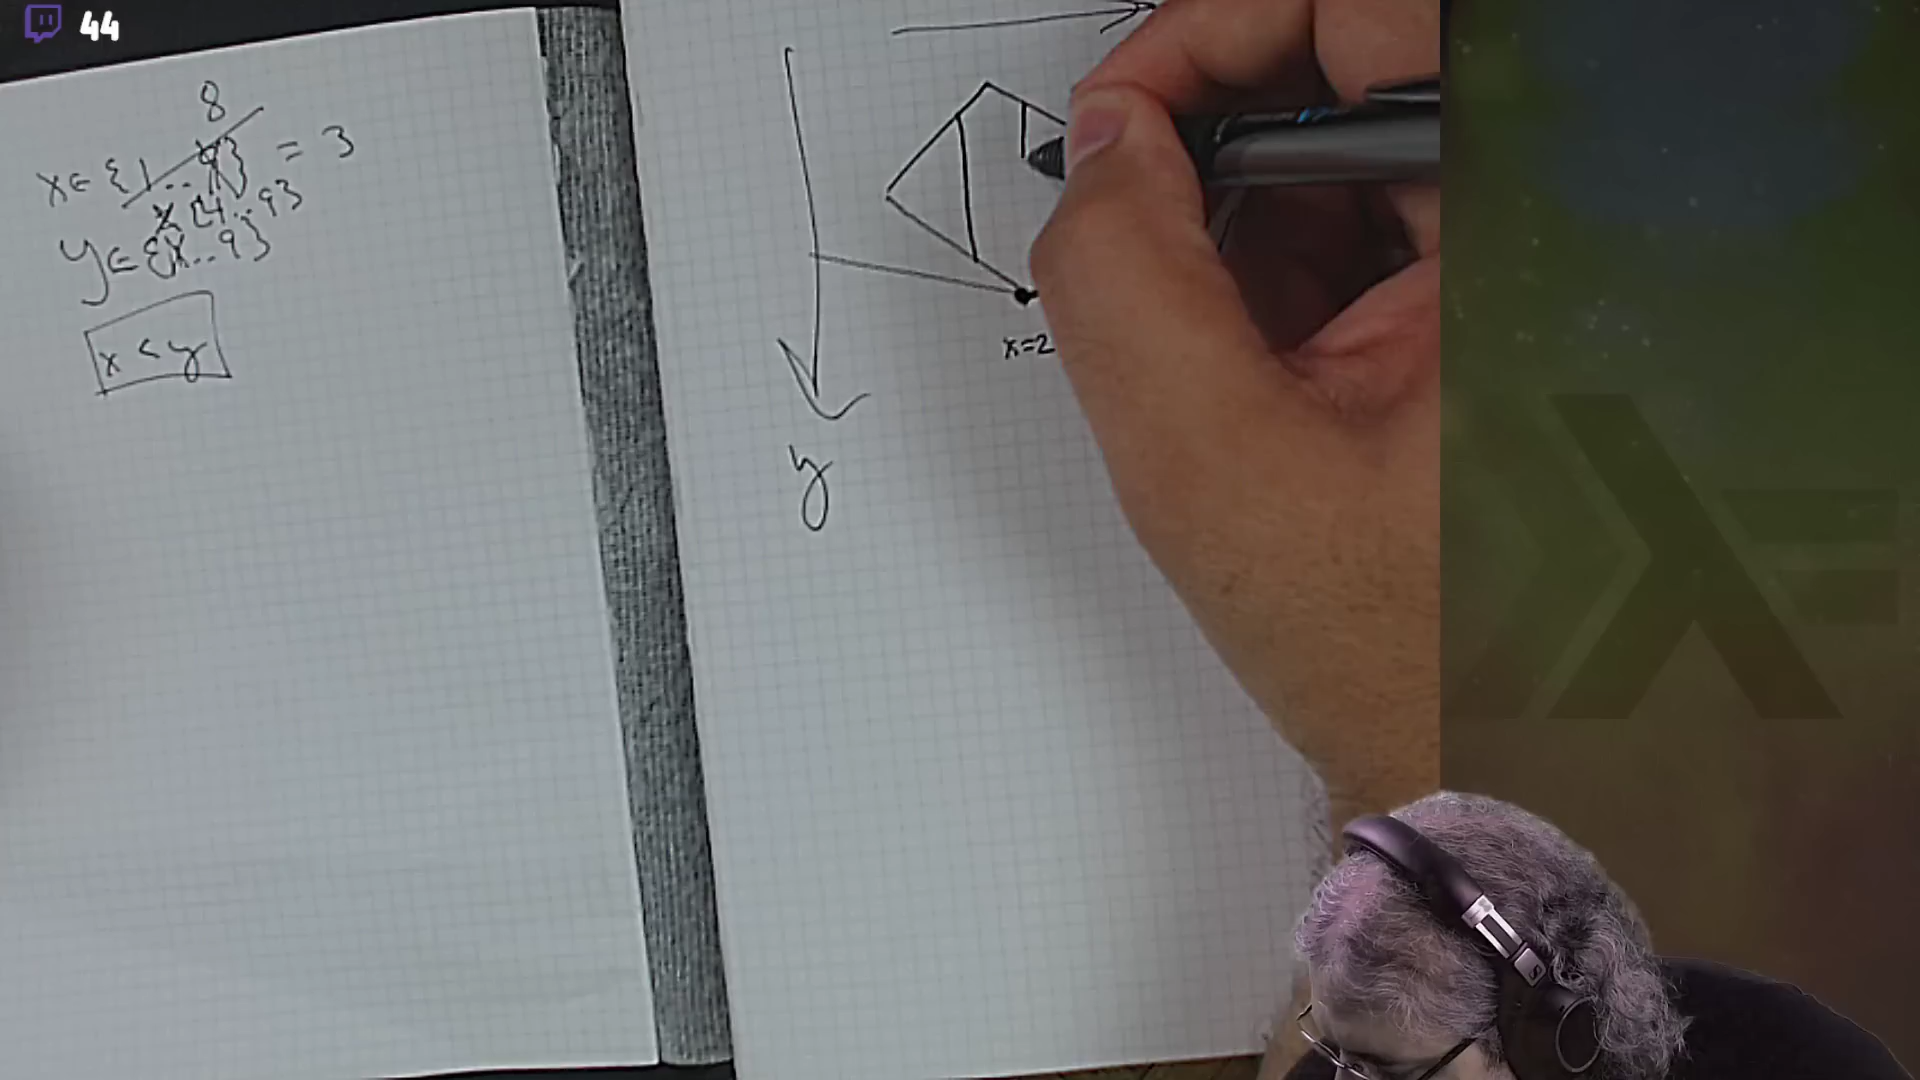 44
8
x ∈ {1..9} = 3
{4..9}
y ∈ {x..9}
x < y
y
x=2